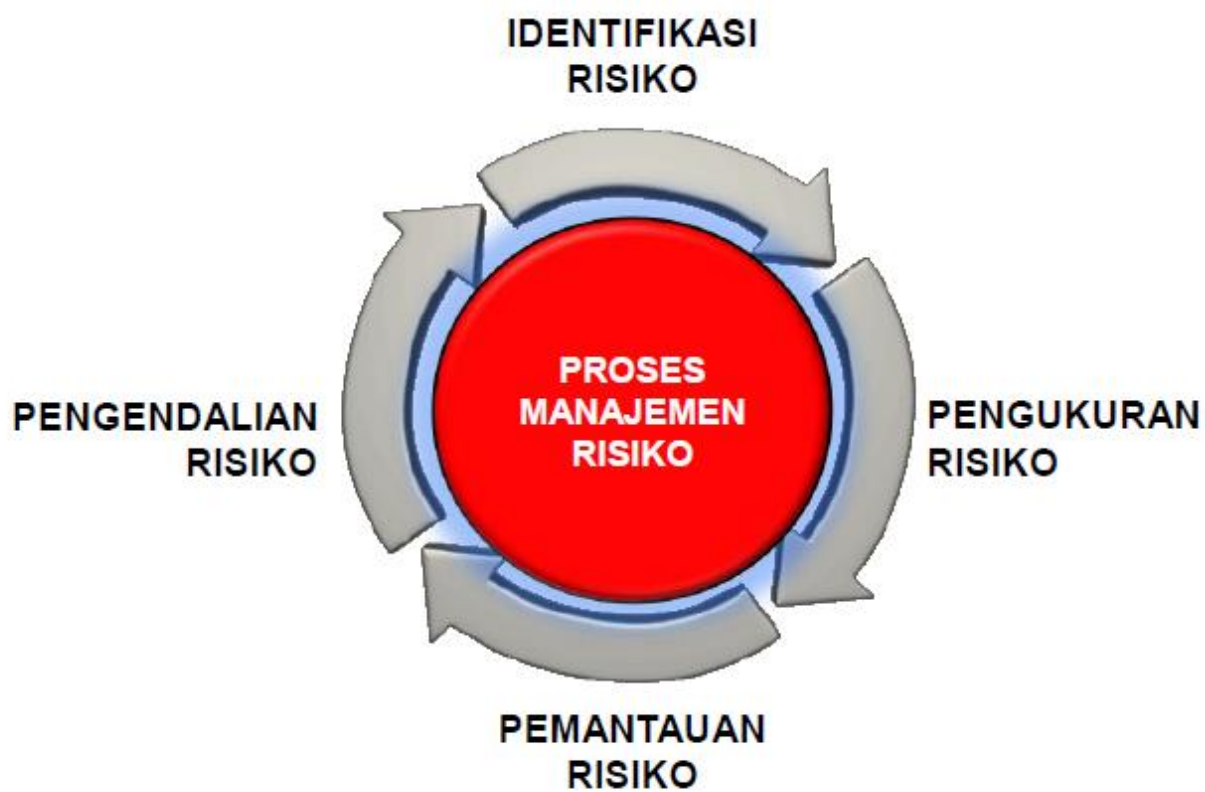 IDENTIFIKASI
RISIKO
PROSES
MANAJEMEN
RISIKO
PENGENDALIAN
RISIKO
PENGUKURAN
RISIKO
PEMANTAUAN
RISIKO